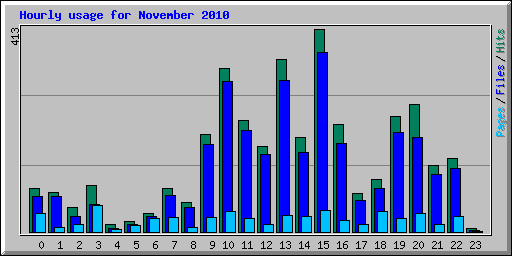 Hourly usage for November 2010
413
Pages/Files/Hits
0 1 2 3 4 5 6 7 8 9 10 11 12 13 14 15 16 17 18 19 20 21 22 23